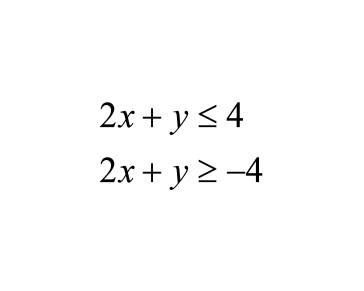 2x + y ≤ 4
2x + y ≥ −4